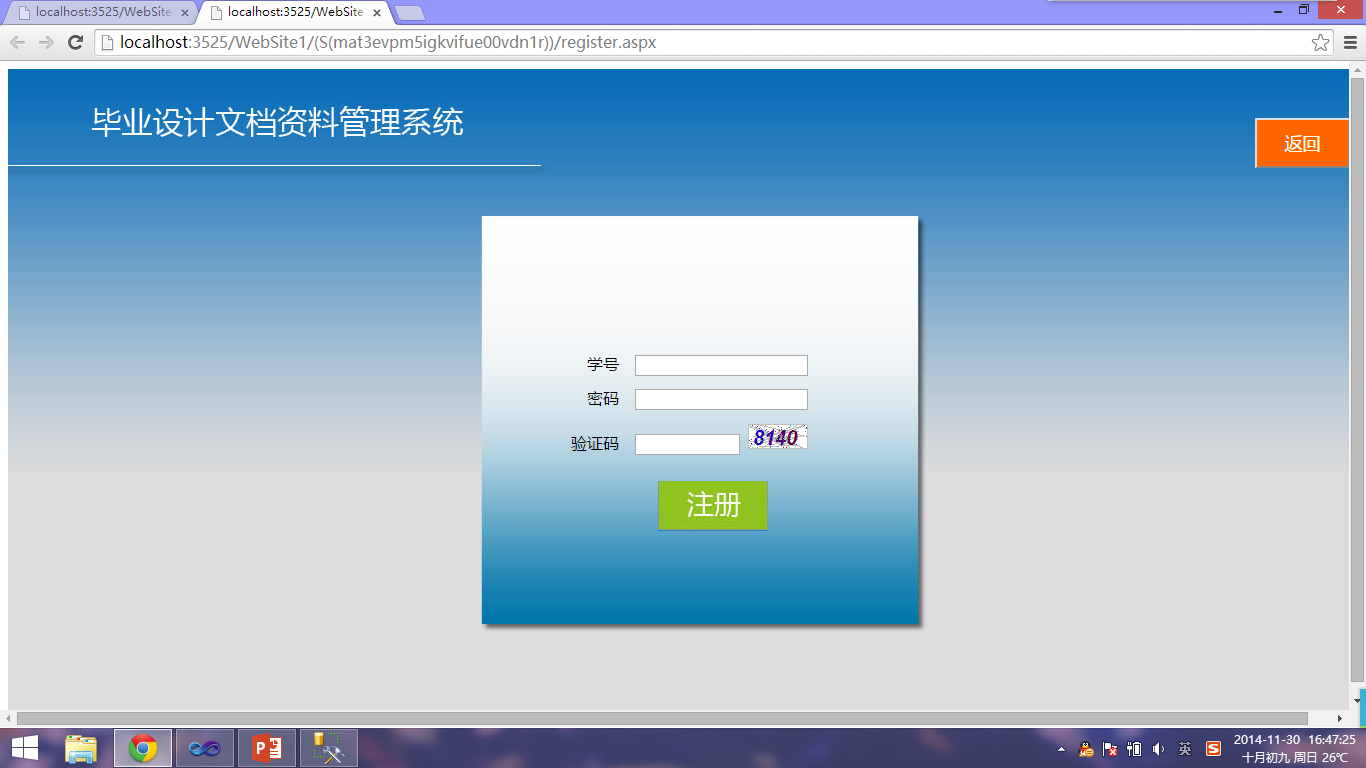 localhost:3525/WebSite
localhost:3525/WebSite
localhost:3525/WebSite1/(S(mat3evpm5igkvifue00vdn1r))/register.aspx
毕业设计文档资料管理系统
返回
学号
密码
验证码
8140
注册
英
2014-11-30 16:47:25
十月初九 周日 26℃